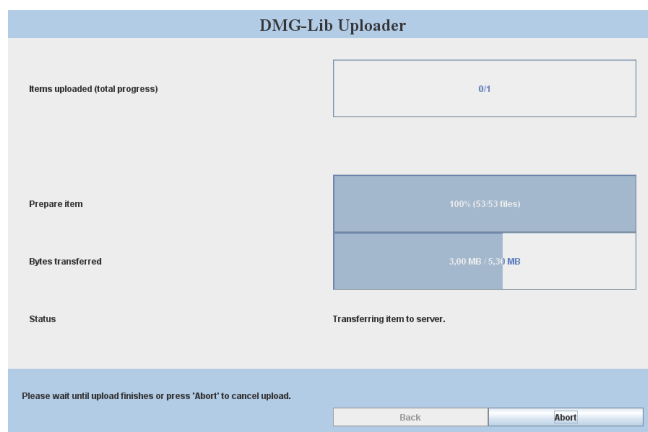 DMG-Lib Uploader
Items uploaded (total progress)
0/1
Prepare item
100% (53/53 files)
Bytes transferred
3,00 MB / 5,30 MB
Status
Transferring item to server.
Please wait until upload finishes or press 'Abort' to cancel upload.
Back
Abort